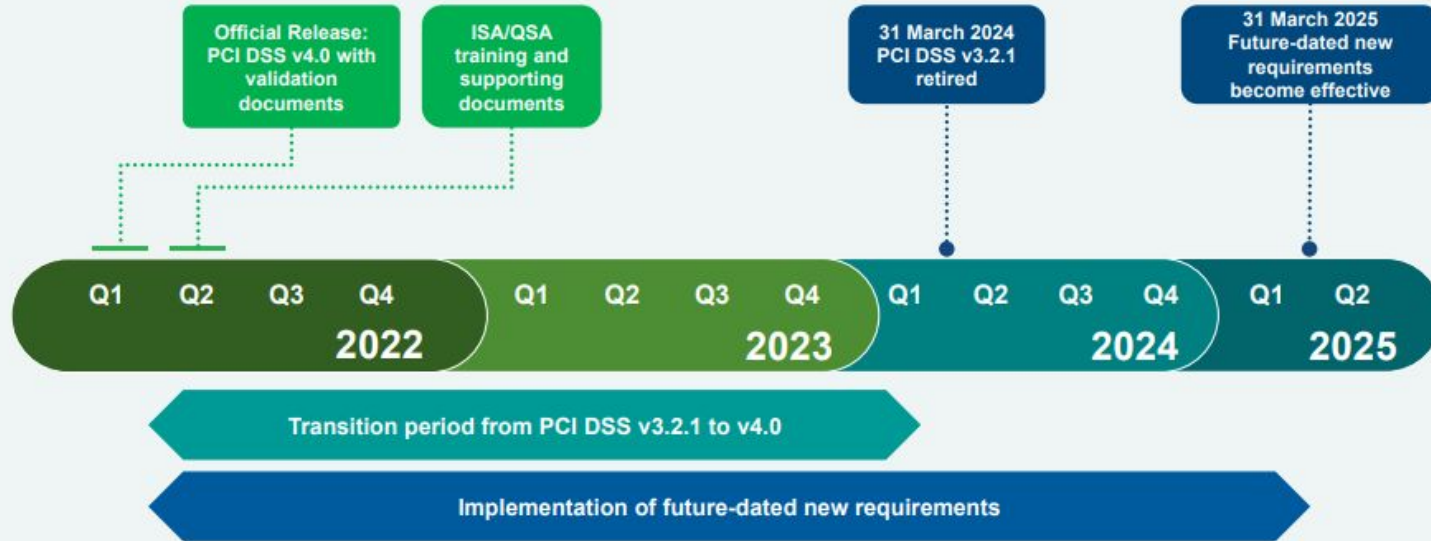 Official Release:
PCI DSS v4.0 with
validation
documents
ISA/QSA
training and
supporting
documents
31 March 2024
PCI DSS v3.2.1
retired
31 March 2025
Future-dated new
requirements
become effective
Q1 Q2 Q3 Q4
2022
Q1 Q2 Q3 Q4
2023
Q1 Q2 Q3 Q4
2024
Q1 Q2
2025
Transition period from PCI DSS v3.2.1 to v4.0
Implementation of future-dated new requirements